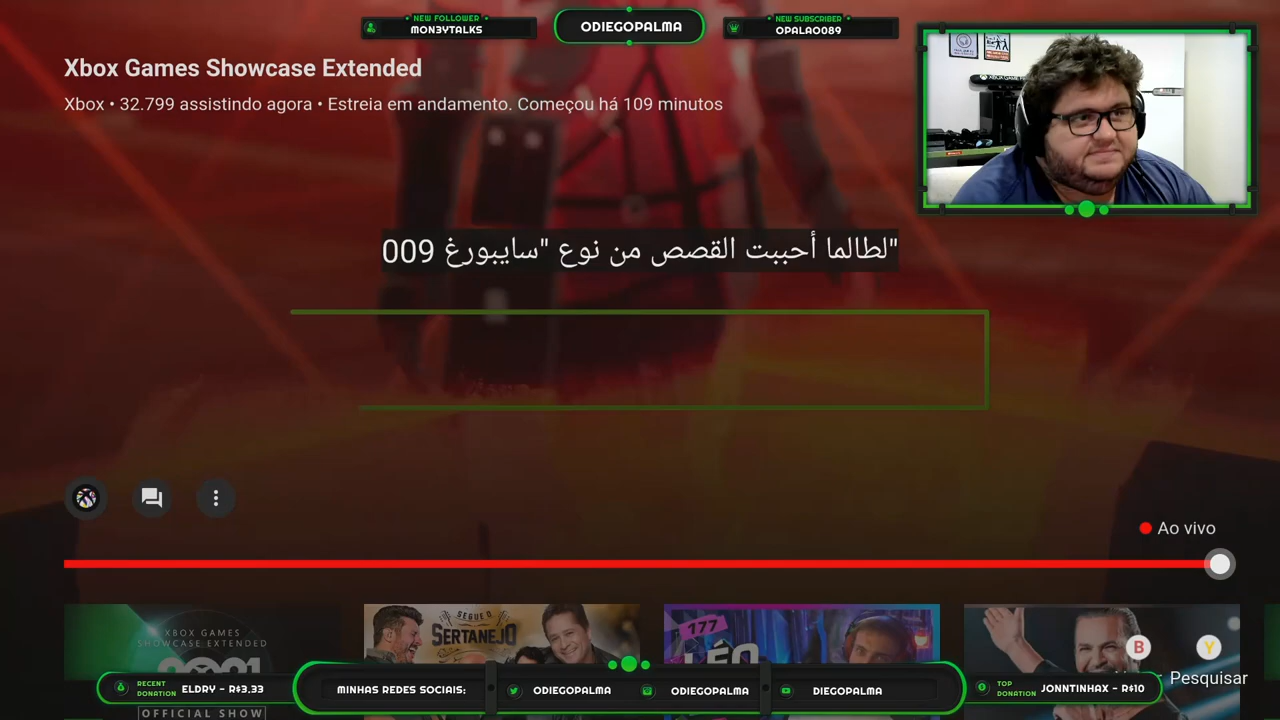 NEW FOLLOWER
MON3YTALKS
ODIEGOPALMA
NEW SUBSCRIBER
OPALAO089
Xbox Games Showcase Extended
Xbox • 32.799 assistindo agora • Estreia em andamento. Começou há 109 minutos
"لطالما أحببت القصص من نوع "سايبورغ 009
Ao vivo
XBOX GAMES
SHOWCASE EXTENDED
OFFICIAL SHOW
SEGUE O
SERTANEJO
177
LÉO
B
Y
Pesquisar
RECENT DONATION
ELDRY - R$3,33
MINHAS REDES SOCIAIS:
ODIEGOPALMA
ODIEGOPALMA
DIEGOPALMA
TOP DONATION
JONNTINHAX - R$10